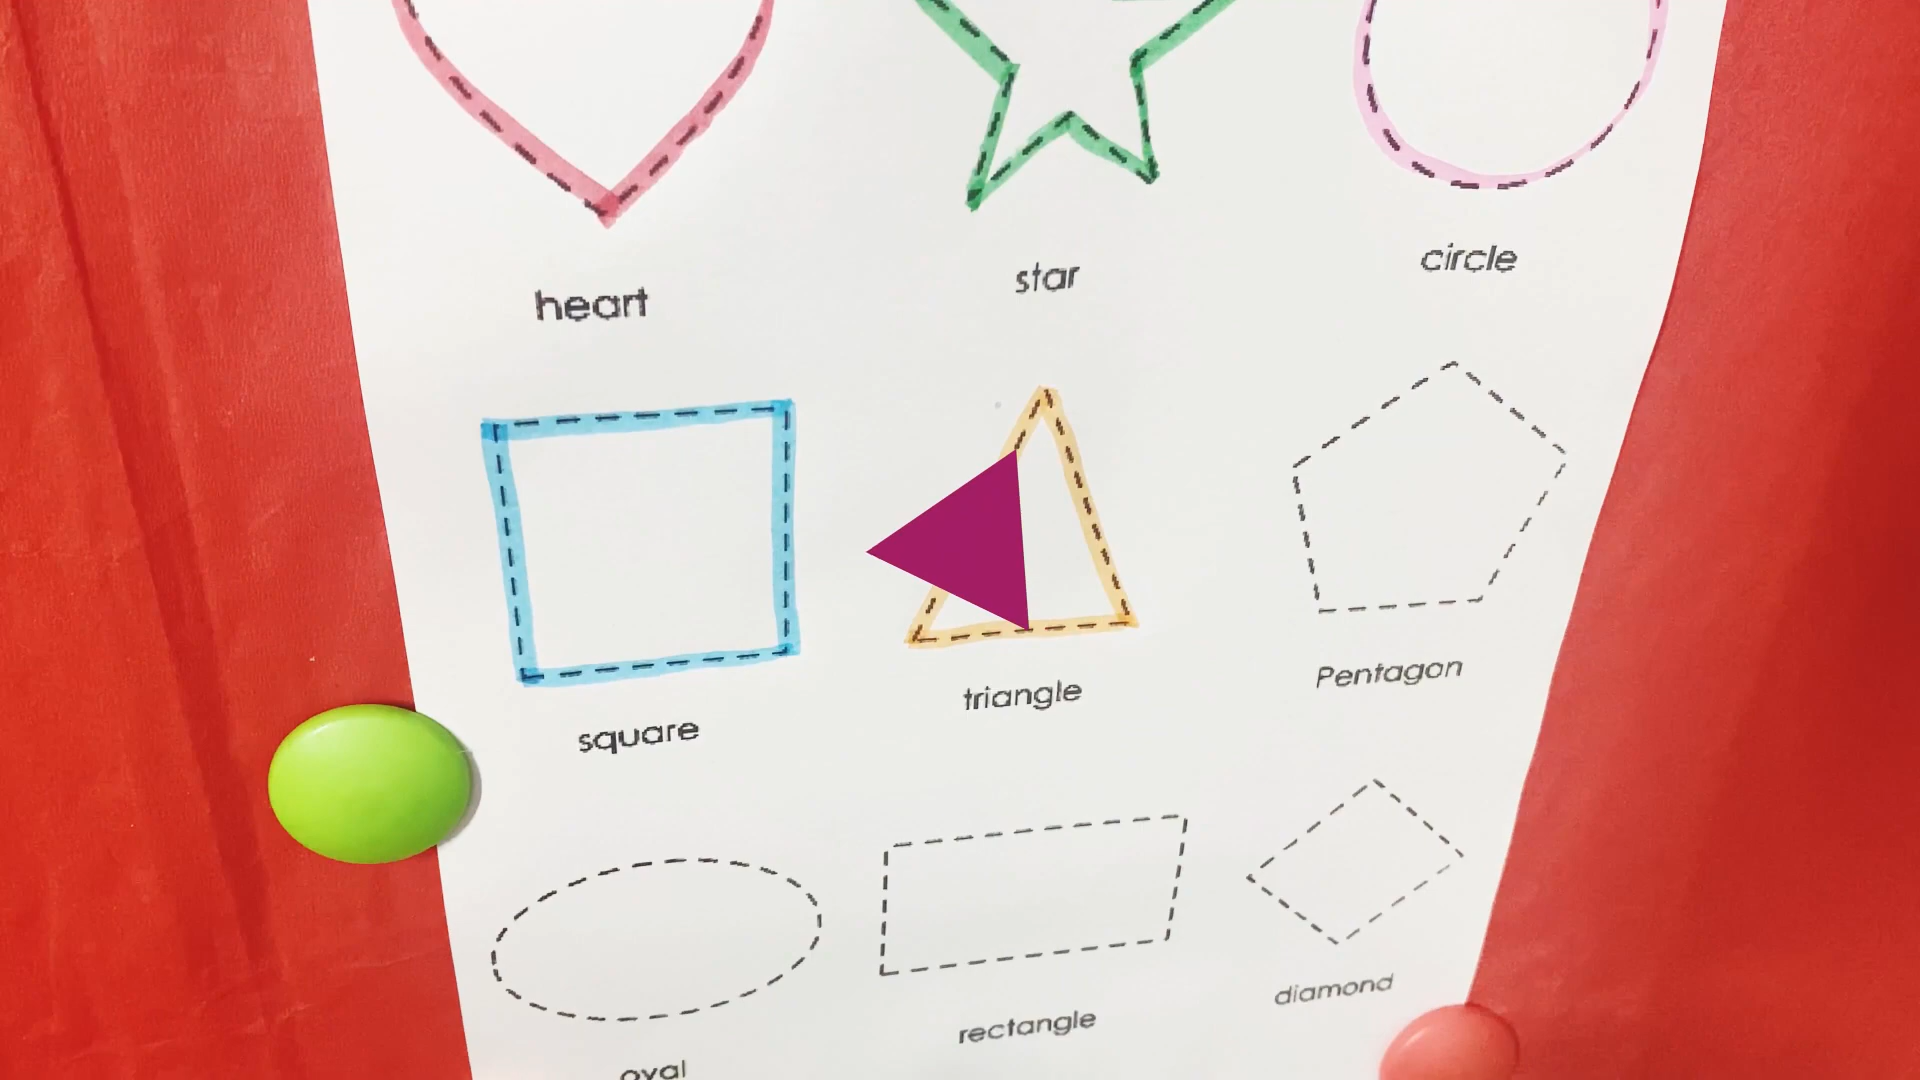 heart
star
circle
square
triangle
Pentagon
oval
rectangle
diamond